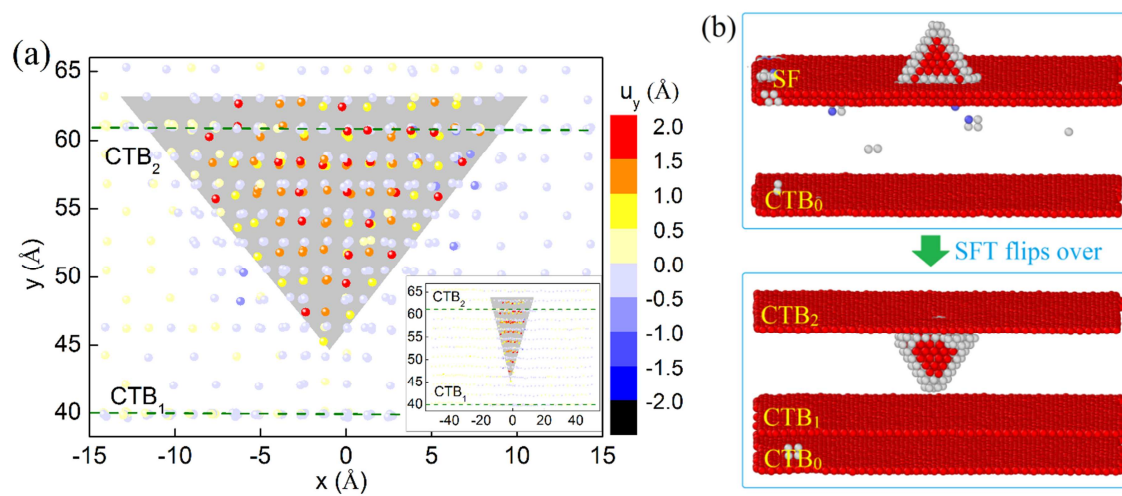 (a)
65
60
55
50
45
40
y (Å)
CTB₂
CTB₁
-15
-10
-5
0
5
10
15
x (Å)
u_y (Å)
2.0
1.5
1.0
0.5
0.0
-0.5
-1.0
-1.5
-2.0
65
60
55
50
45
40
CTB₂
CTB₁
-40
-20
0
20
40
(b)
SF
CTB₀
SFT flips over
CTB₂
CTB₁
CTB₀